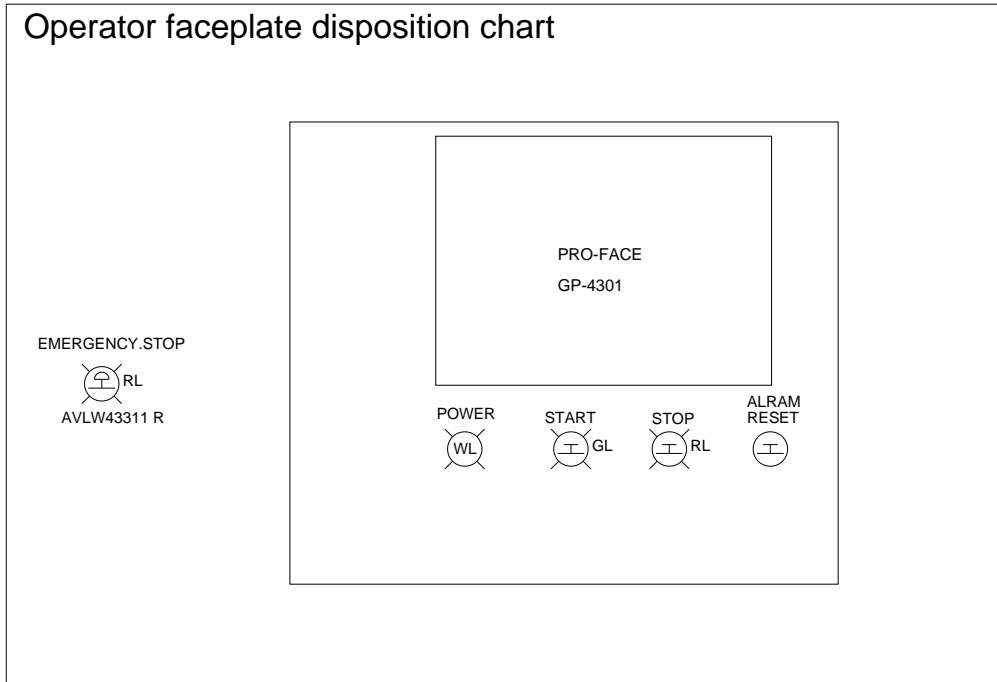 Operator faceplate disposition chart
PRO-FACE
GP-4301
EMERGENCY.STOP
RL
AVLW43311 R
POWER
WL
START
GL
STOP
RL
ALRAM
RESET